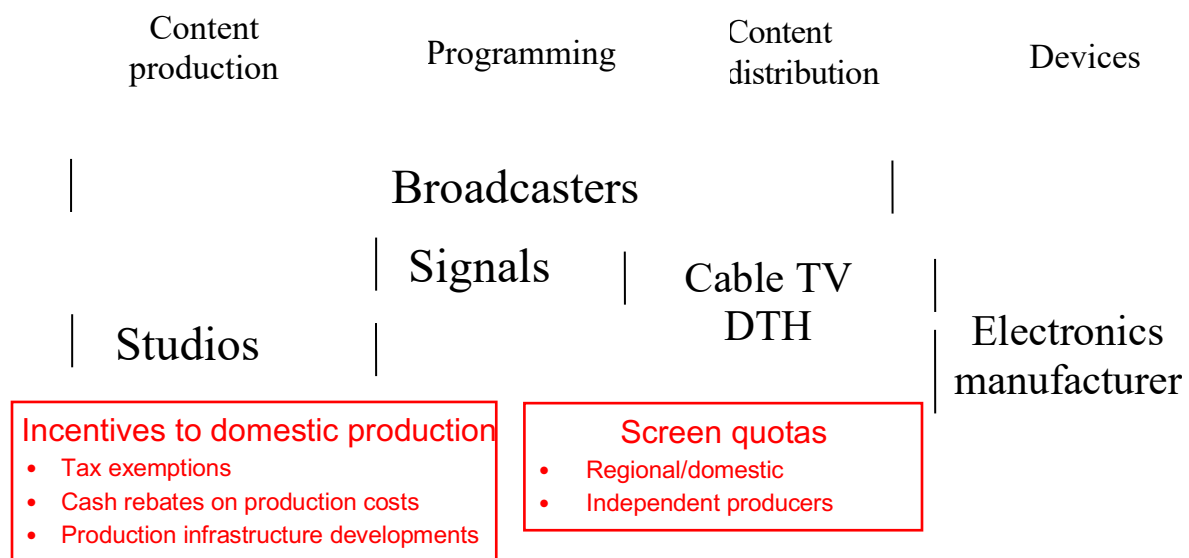 Content
production
Programming
Content
distribution
Devices
Broadcasters
Signals
Cable TV
DTH
Studios
Electronics
manufacturer
Incentives to domestic production
• Tax exemptions
• Cash rebates on production costs
• Production infrastructure developments
Screen quotas
• Regional/domestic
• Independent producers